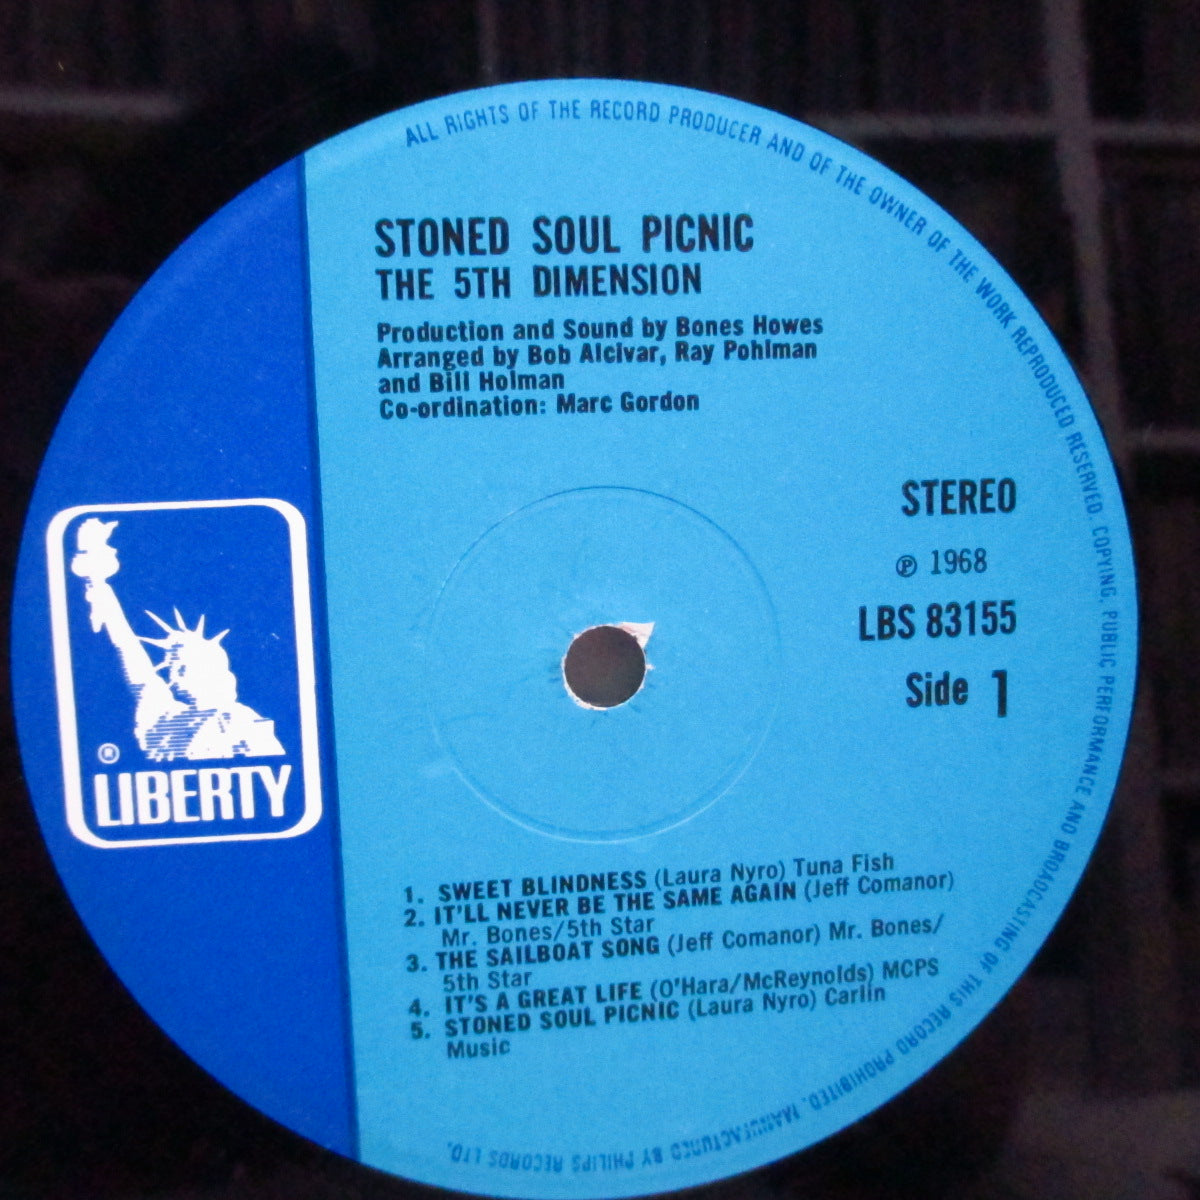 ALL RIGHTS OF THE RECORD PRODUCER AND OF THE OWNER OF THE WORK REPRODUCED RESERVED. COPYING, PUBLIC PERFORMANCE AND BROADCASTING OF THIS RECORD PROHIBITED. MANUFACTURED BY PHILIPS RECORDS LTD.
STONED SOUL PICNIC
THE 5TH DIMENSION
Production and Sound by Bones Howes
Arranged by Bob Alcivar, Ray Pohlman
and Bill Holman
Co-ordination: Marc Gordon
STEREO
℗ 1968
LBS 83155
Side 1
®
LIBERTY
1. SWEET BLINDNESS (Laura Nyro) Tuna Fish
2. IT'LL NEVER BE THE SAME AGAIN (Jeff Comanor)
Mr. Bones/5th Star
3. THE SAILBOAT SONG (Jeff Comanor) Mr. Bones/
5th Star
4. IT'S A GREAT LIFE (O'Hara/McReynolds) MCPS
5. STONED SOUL PICNIC (Laura Nyro) Carlin
Music